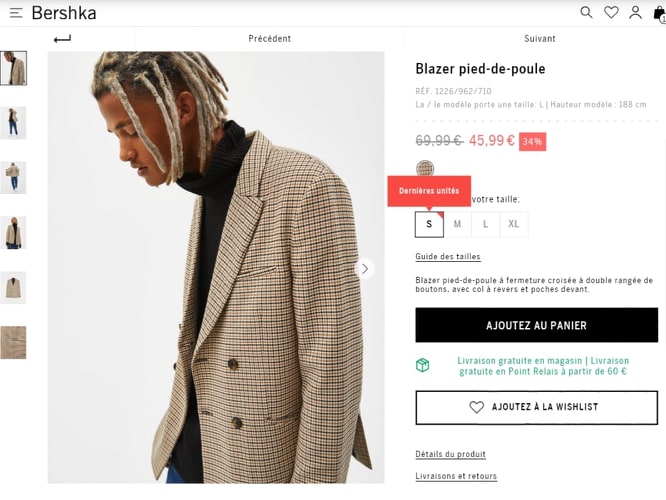 Bershka
Précédent
Suivant
Blazer pied-de-poule
RÉF. 1226/962/710
La / le modèle porte une taille: L | Hauteur modèle : 188 cm
69,99 € 45,99 € 34%
Dernières unités
votre taille:
S M L XL
Guide des tailles
Blazer pied-de-poule à fermeture croisée à double rangée de
boutons, avec col à revers et poches devant.
AJOUTEZ AU PANIER
Livraison gratuite en magasin | Livraison
gratuite en Point Relais à partir de 60 €
AJOUTEZ À LA WISHLIST
Détails du produit
Livraisons et retours